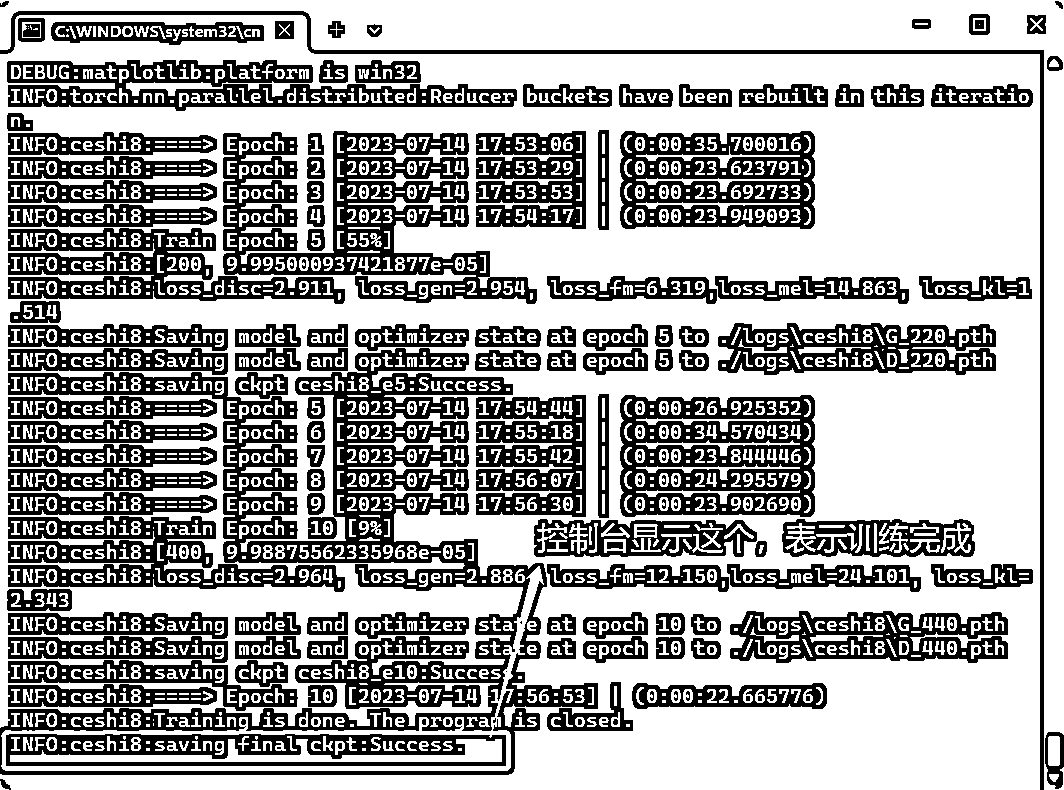 C:\WINDOWS\system32\cn
DEBUG:matplotlib:platform is win32
INFO:torch.nn.parallel.distributed:Reducer buckets have been rebuilt in this iteratio
n.
INFO:ceshi8:====> Epoch: 1 [2023-07-14 17:53:06] | (0:00:35.700016)
INFO:ceshi8:====> Epoch: 2 [2023-07-14 17:53:29] | (0:00:23.623791)
INFO:ceshi8:====> Epoch: 3 [2023-07-14 17:53:53] | (0:00:23.692733)
INFO:ceshi8:====> Epoch: 4 [2023-07-14 17:54:17] | (0:00:23.949093)
INFO:ceshi8:Train Epoch: 5 [55%]
INFO:ceshi8:[200, 9.995000937421877e-05]
INFO:ceshi8:loss_disc=2.911, loss_gen=2.954, loss_fm=6.319,loss_mel=14.863, loss_kl=1
.514
INFO:ceshi8:Saving model and optimizer state at epoch 5 to ./logs\ceshi8\G_220.pth
INFO:ceshi8:Saving model and optimizer state at epoch 5 to ./logs\ceshi8\D_220.pth
INFO:ceshi8:saving ckpt ceshi8_e5:Success.
INFO:ceshi8:====> Epoch: 5 [2023-07-14 17:54:44] | (0:00:26.925352)
INFO:ceshi8:====> Epoch: 6 [2023-07-14 17:55:18] | (0:00:34.570434)
INFO:ceshi8:====> Epoch: 7 [2023-07-14 17:55:42] | (0:00:23.844446)
INFO:ceshi8:====> Epoch: 8 [2023-07-14 17:56:07] | (0:00:24.295579)
INFO:ceshi8:====> Epoch: 9 [2023-07-14 17:56:30] | (0:00:23.902690)
INFO:ceshi8:Train Epoch: 10 [9%]
控制台显示这个，表示训练完成
INFO:ceshi8:[400, 9.98875562335968e-05]
INFO:ceshi8:loss_disc=2.964, loss_gen=2.886, loss_fm=12.150,loss_mel=24.101, loss_kl=
2.343
INFO:ceshi8:Saving model and optimizer state at epoch 10 to ./logs\ceshi8\G_440.pth
INFO:ceshi8:Saving model and optimizer state at epoch 10 to ./logs\ceshi8\D_440.pth
INFO:ceshi8:saving ckpt ceshi8_e10:Success.
INFO:ceshi8:====> Epoch: 10 [2023-07-14 17:56:53] | (0:00:22.665776)
INFO:ceshi8:Training is done. The program is closed.
INFO:ceshi8:saving final ckpt:Success.